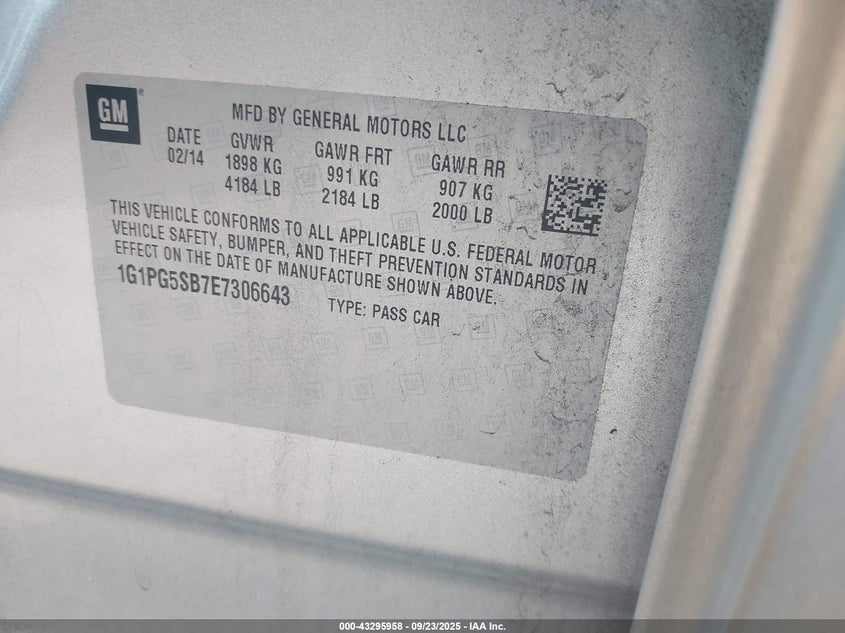 GM
MFD BY GENERAL MOTORS LLC
DATE GVWR GAWR FRT GAWR RR
02/14 1898 KG 991 KG 907 KG
4184 LB 2184 LB 2000 LB
THIS VEHICLE CONFORMS TO ALL APPLICABLE U.S. FEDERAL MOTOR
VEHICLE SAFETY, BUMPER, AND THEFT PREVENTION STANDARDS IN
EFFECT ON THE DATE OF MANUFACTURE SHOWN ABOVE.
1G1PG5SB7E7306643 TYPE: PASS CAR
000-43295958 - 09/23/2025 - IAA Inc.